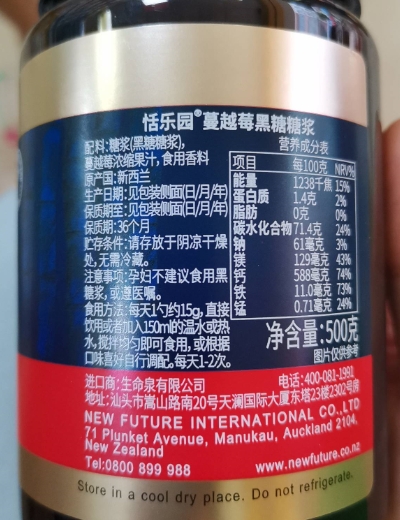 恬乐园®蔓越莓黑糖糖浆
配料:糖浆(黑糖糖浆),
蔓越莓浓缩果汁,食用香料
原产国:新西兰
生产日期:见包装侧面(日/月/年)
保质期至:见包装侧面(日/月/年)
保质期:36个月
贮存条件:请存放于阴凉干燥
处,无需冷藏。
注意事项:孕妇不建议食用黑
糖浆,或遵医嘱。
食用方法:每天1勺约15g,直接
饮用或者加入150ml的温水或热
水,搅拌均匀即可食用,或根据
口味喜好自行调配。每天1-2次。
营养成分表
项目 每100克 NRV%
能量 1238千焦 15%
蛋白质 1.4克 2%
脂肪 0克 0%
碳水化合物 71.4克 24%
钠 61毫克 3%
镁 129毫克 43%
钙 588毫克 74%
铁 11.0毫克 73%
锰 0.71毫克 24%
净含量:500克
图片仅供参考
进口商:生命泉有限公司 电话:400-081-1991
地址:汕头市嵩山路南20号天澜国际大厦东塔23楼2302号房
NEW FUTURE INTERNATIONAL CO.,LTD
71 Plunket Avenue, Manukau, Auckland 2104,
New Zealand
Tel:0800 899 988 www.newfuture.co.nz
Store in a cool dry place. Do not refrigerate.